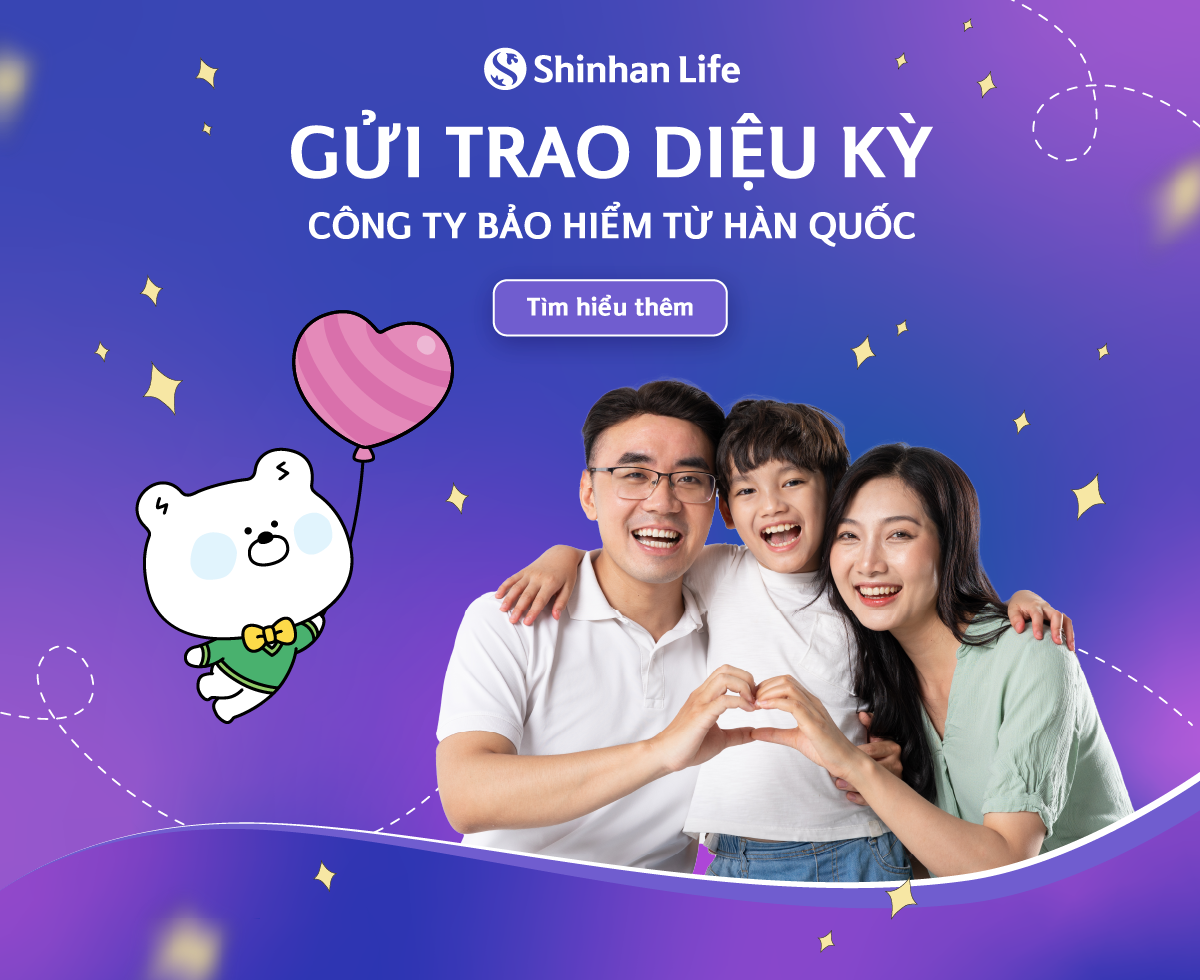 Shinhan Life
GỬI TRAO DIỆU KỲ
CÔNG TY BẢO HIỂM TỪ HÀN QUỐC
Tìm hiểu thêm